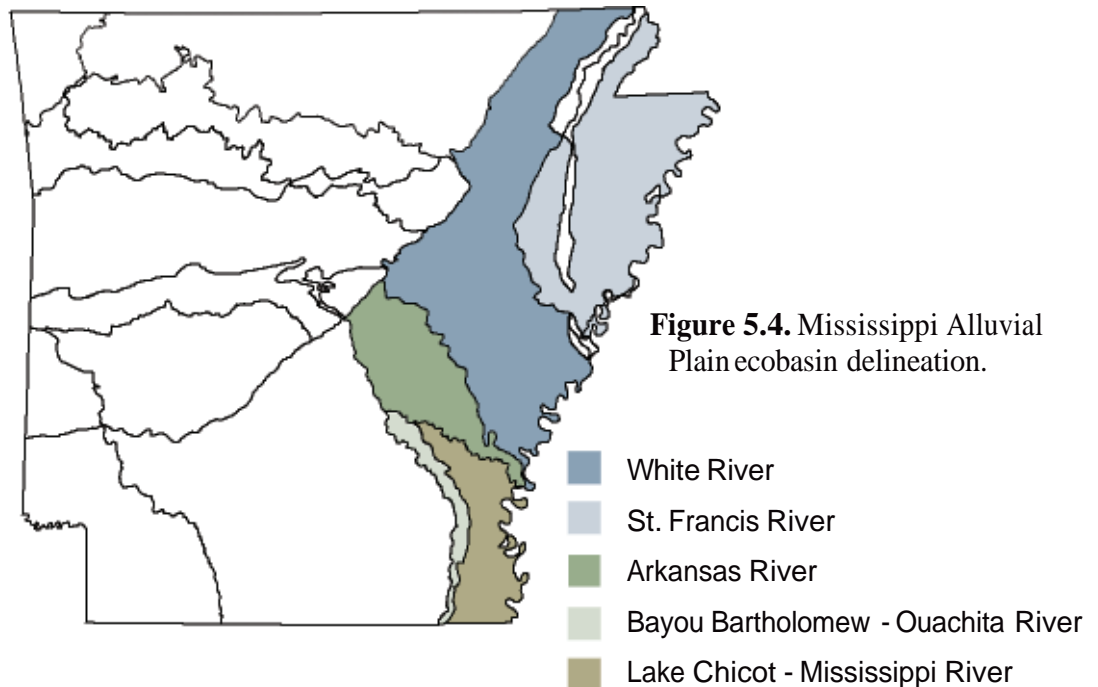 Figure 5.4. Mississippi Alluvial
Plain ecobasin delineation.
White River
St. Francis River
Arkansas River
Bayou Bartholomew - Ouachita River
Lake Chicot - Mississippi River